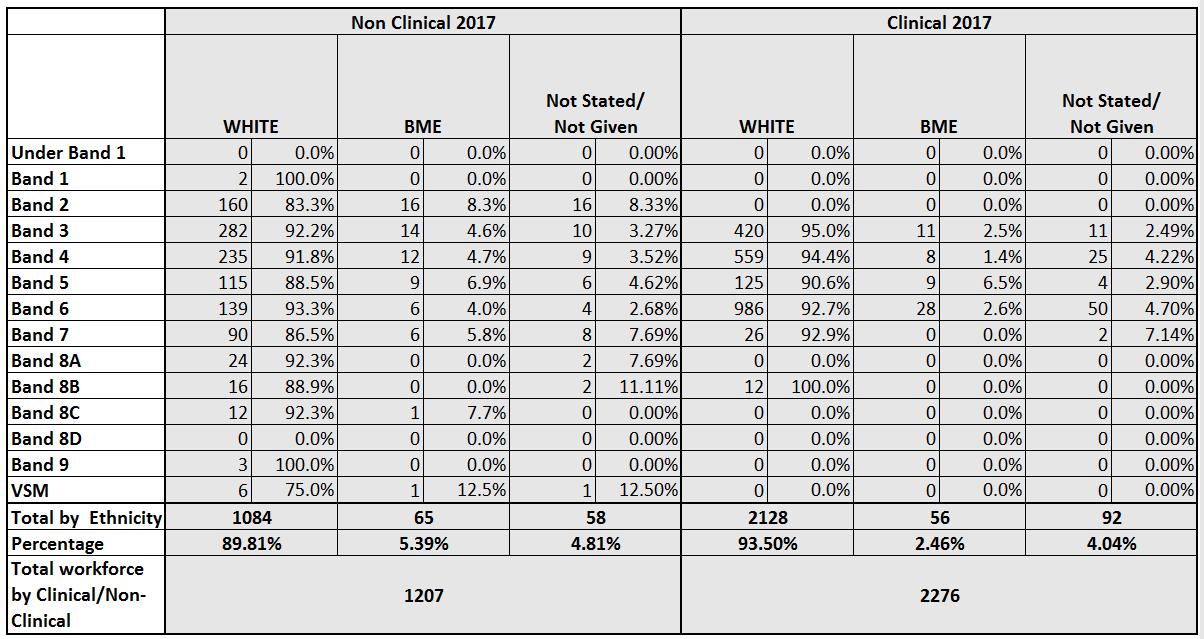 Non Clinical 2017 Clinical 2017
Not Stated/ Not Stated/
WHITE BME Not Given WHITE BME Not Given
Under Band 1 0 0.0% 0 0.0% 0 0.00% 0 0.0% 0 0.0% 0 0.00%
Band 1 2 100.0% 0 0.0% 0 0.00% 0 0.0% 0 0.0% 0 0.00%
Band 2 160 83.3% 16 8.3% 16 8.33% 0 0.0% 0 0.0% 0 0.00%
Band 3 282 92.2% 14 4.6% 10 3.27% 420 95.0% 11 2.5% 11 2.49%
Band 4 235 91.8% 12 4.7% 9 3.52% 559 94.4% 8 1.4% 25 4.22%
Band 5 115 88.5% 9 6.9% 6 4.62% 125 90.6% 9 6.5% 4 2.90%
Band 6 139 93.3% 6 4.0% 4 2.68% 986 92.7% 28 2.6% 50 4.70%
Band 7 90 86.5% 6 5.8% 8 7.69% 26 92.9% 0 0.0% 2 7.14%
Band 8A 24 92.3% 0 0.0% 2 7.69% 0 0.0% 0 0.0% 0 0.00%
Band 8B 16 88.9% 0 0.0% 2 11.11% 12 100.0% 0 0.0% 0 0.00%
Band 8C 12 92.3% 1 7.7% 0 0.00% 0 0.0% 0 0.0% 0 0.00%
Band 8D 0 0.0% 0 0.0% 0 0.00% 0 0.0% 0 0.0% 0 0.00%
Band 9 3 100.0% 0 0.0% 0 0.00% 0 0.0% 0 0.0% 0 0.00%
VSM 6 75.0% 1 12.5% 1 12.50% 0 0.0% 0 0.0% 0 0.00%
Total by Ethnicity 1084 65 58 2128 56 92
Percentage 89.81% 5.39% 4.81% 93.50% 2.46% 4.04%
Total workforce
by Clinical/Non- 1207 2276
Clinical